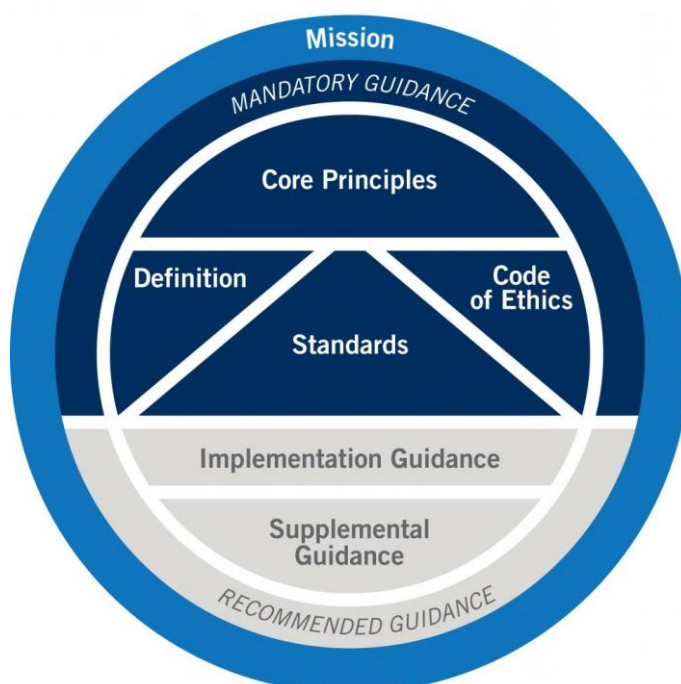 Mission
MANDATORY GUIDANCE
Core Principles
Definition
Code
of Ethics
Standards
Implementation Guidance
Supplemental
Guidance
RECOMMENDED GUIDANCE